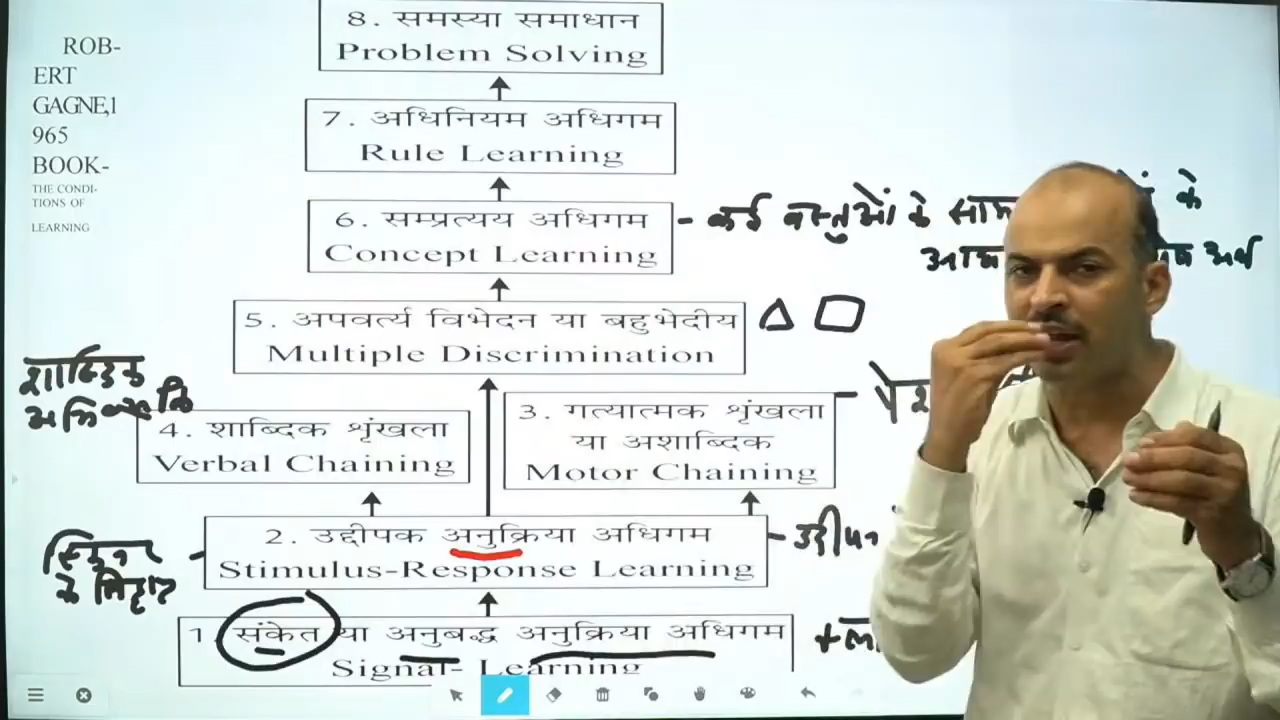 ROB-
ERT
GAGNE,1
965
BOOK-
THE CONDI-
TIONS OF
LEARNING
8. समस्या समाधान
Problem Solving
7. अधिनियम अधिगम
Rule Learning
6. सम्प्रत्यय अधिगम
Concept Learning
- कई वस्तुओं के
के
अर्थ
5. अपवर्त्य विभेदन या बहुभेदीय
Multiple Discrimination
शाब्दिक
4. शाब्दिक श्रृंखला
Verbal Chaining
3. गत्यात्मक श्रृंखला
या अशाब्दिक
Motor Chaining
2. उद्दीपक अनुक्रिया अधिगम
Stimulus-Response Learning
1. संकेत या अनुबद्ध अनुक्रिया अधिगम
Signal- Learning